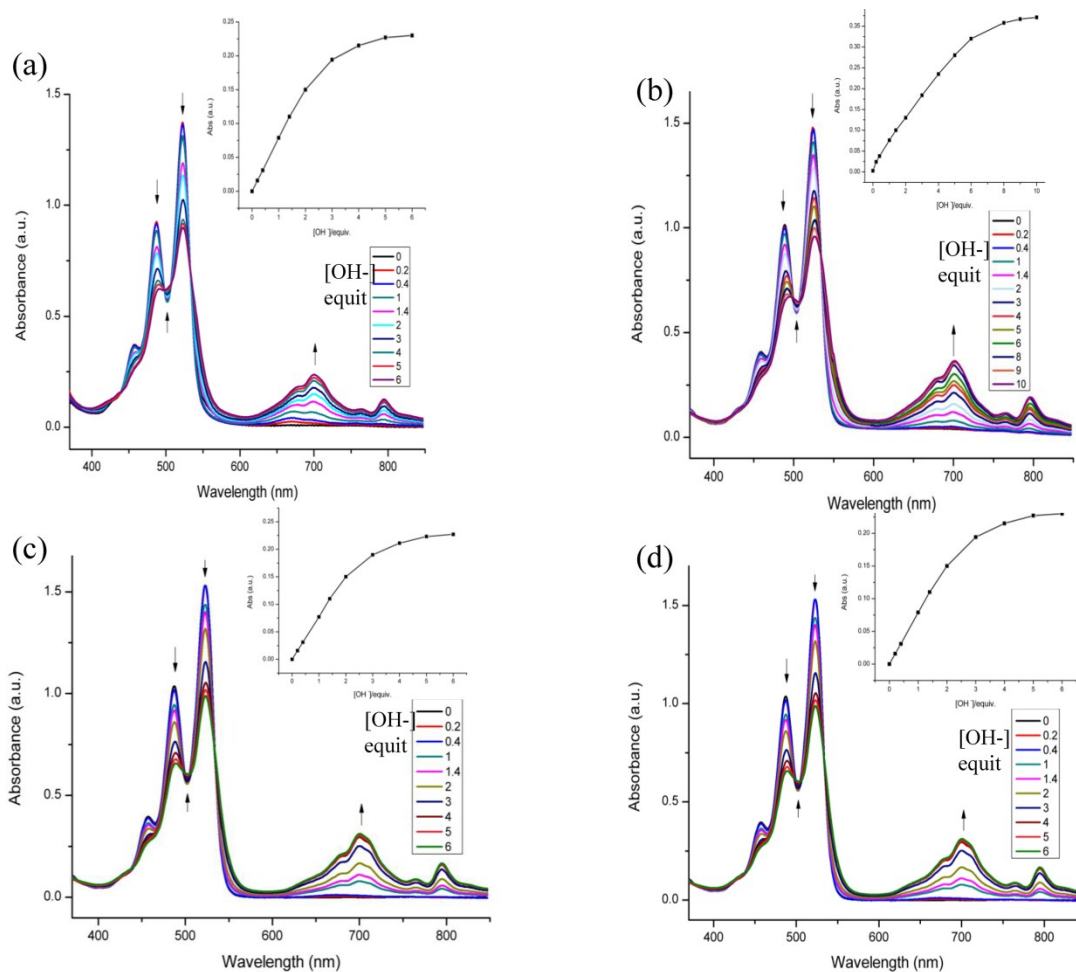 (a)
Absorbance (a.u.)
1.5
1.0
0.5
0.0
400 500 600 700 800
Wavelength (nm)
Abs (a.u.)
0.25
0.20
0.15
0.10
0.05
0.00
0 1 2 3 4 5 6
[OH⁻]/equiv.
[OH-]
equit
0
0.2
0.4
1
1.4
2
3
4
5
6
(b)
Absorbance (a.u.)
1.5
1.0
0.5
0.0
400 500 600 700 800
Wavelength (nm)
Abs (a.u.)
0.35
0.30
0.25
0.20
0.15
0.10
0.05
0.00
0 2 4 6 8 10
[OH⁻]/equiv.
[OH-]
equit
0
0.2
0.4
1
1.4
2
3
4
5
6
8
9
10
(c)
Absorbance (a.u.)
1.5
1.0
0.5
0.0
400 500 600 700 800
Wavelength (nm)
Abs (a.u.)
0.25
0.20
0.15
0.10
0.05
0.00
0 1 2 3 4 5 6
[OH⁻]/equiv.
[OH-]
equit
0
0.2
0.4
1
1.4
2
3
4
5
6
(d)
Absorbance (a.u.)
1.5
1.0
0.5
0.0
400 500 600 700 800
Wavelength (nm)
Abs (a.u.)
0.20
0.15
0.10
0.05
0.00
0 1 2 3 4 5 6
[OH⁻]/equiv.
[OH-]
equit
0
0.2
0.4
1
1.4
2
3
4
5
6